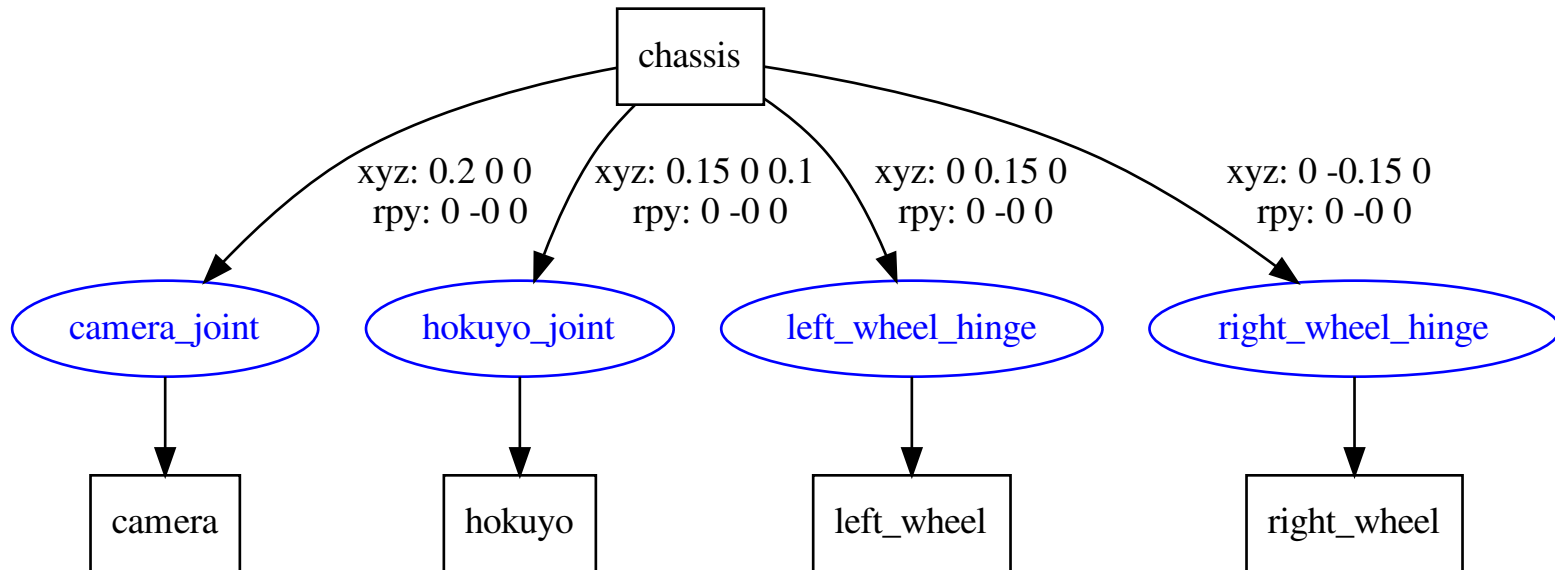 chassis
xyz: 0.2 0 0
rpy: 0 -0 0
xyz: 0.15 0 0.1
rpy: 0 -0 0
xyz: 0 0.15 0
rpy: 0 -0 0
xyz: 0 -0.15 0
rpy: 0 -0 0
camera_joint
hokuyo_joint
left_wheel_hinge
right_wheel_hinge
camera
hokuyo
left_wheel
right_wheel